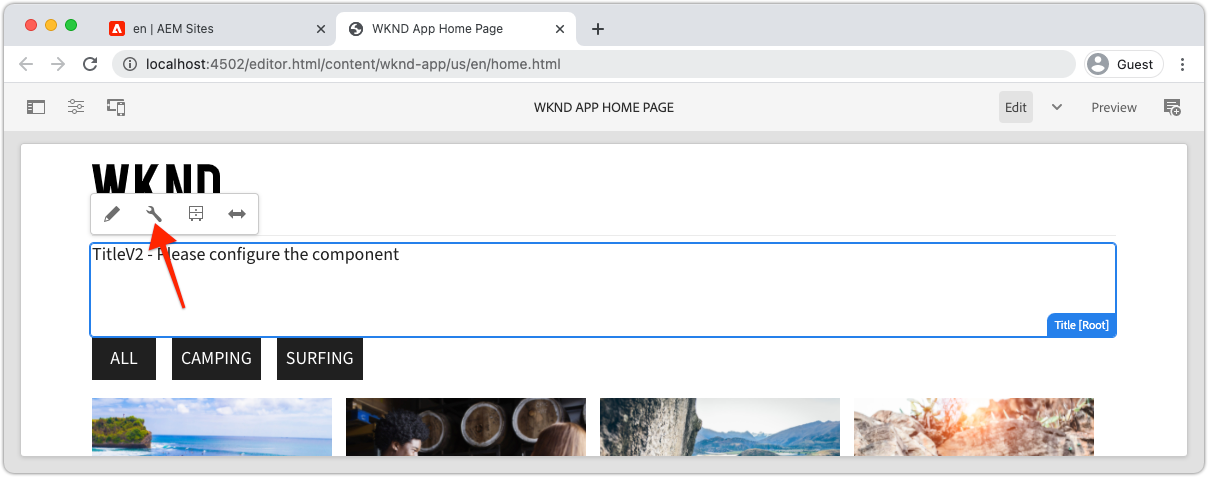 en | AEM Sites
WKND App Home Page
localhost:4502/editor.html/content/wknd-app/us/en/home.html
Guest
WKND APP HOME PAGE
Edit
Preview
WKND
TitleV2 - Please configure the component
Title [Root]
ALL
CAMPING
SURFING